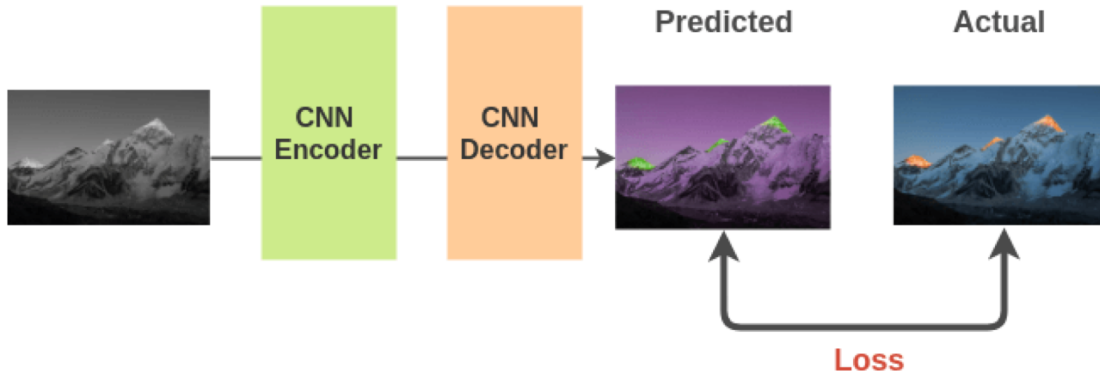 Predicted
Actual
CNN
Encoder
CNN
Decoder
Loss